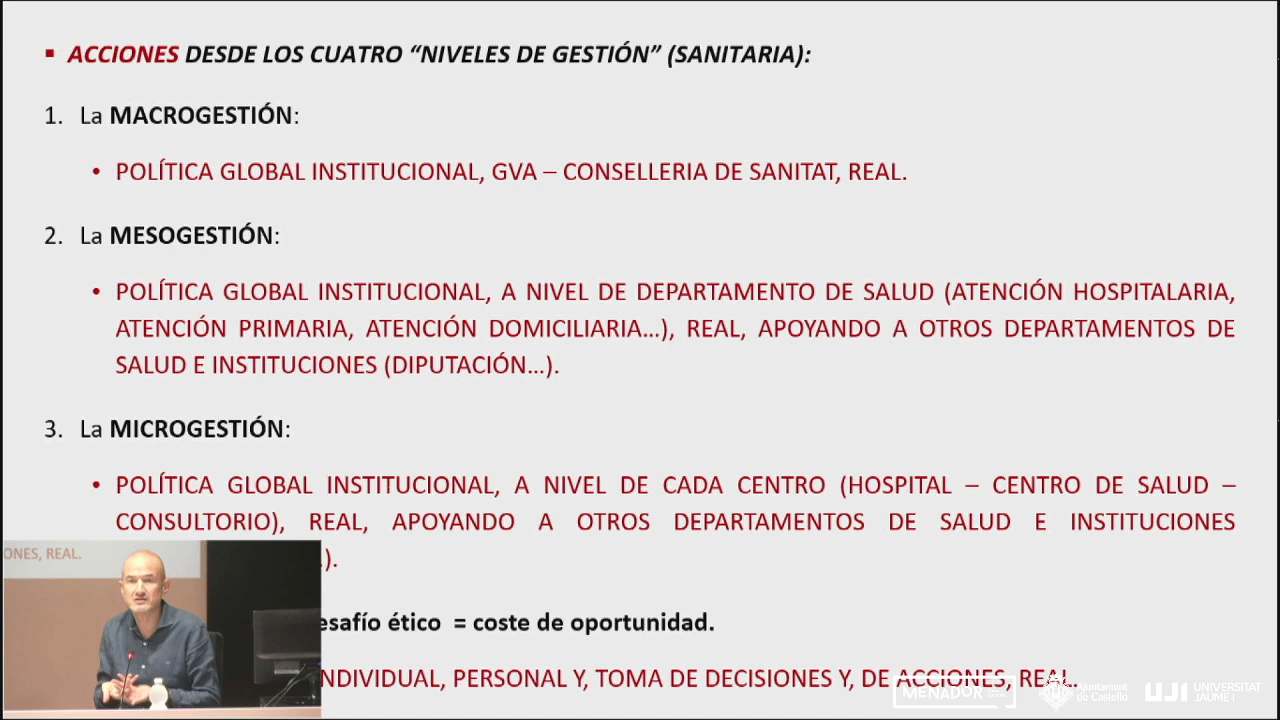 ▪ ACCIONES DESDE LOS CUATRO “NIVELES DE GESTIÓN” (SANITARIA):
1. La MACROGESTIÓN:
• POLÍTICA GLOBAL INSTITUCIONAL, GVA – CONSELLERIA DE SANITAT, REAL.
2. La MESOGESTIÓN:
• POLÍTICA GLOBAL INSTITUCIONAL, A NIVEL DE DEPARTAMENTO DE SALUD (ATENCIÓN HOSPITALARIA,
ATENCIÓN PRIMARIA, ATENCIÓN DOMICILIARIA...), REAL, APOYANDO A OTROS DEPARTAMENTOS DE
SALUD E INSTITUCIONES (DIPUTACIÓN...).
3. La MICROGESTIÓN:
• POLÍTICA GLOBAL INSTITUCIONAL, A NIVEL DE CADA CENTRO (HOSPITAL – CENTRO DE SALUD –
CONSULTORIO), REAL, APOYANDO A OTROS DEPARTAMENTOS DE SALUD E INSTITUCIONES
).
ONES, REAL.
esafío ético = coste de oportunidad.
NDIVIDUAL, PERSONAL Y, TOMA DE DECISIONES Y, DE ACCIONES, REAL.
MENADOR
Ajuntament
de Castelló
UJI UNIVERSITAT
JAUME I